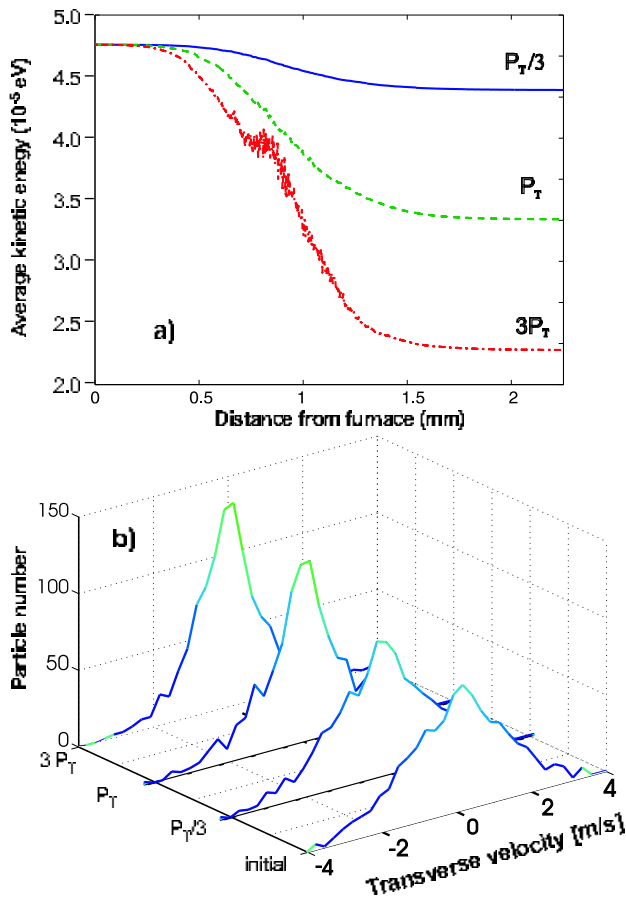 5.0
4.75
4.0
3.5
3.0
2.5
2.0
Average kinetic enegy (10⁻⁵ eV)
P_T/3
P_T
3P_T
a)
0
0.5
1
1.5
2
Distance from furnace (mm)
b)
150
100
50
0
Particle number
3 P_T
P_T
P_T/3
initial
-4
-2
0
2
4
Transverse velocity [m/s]